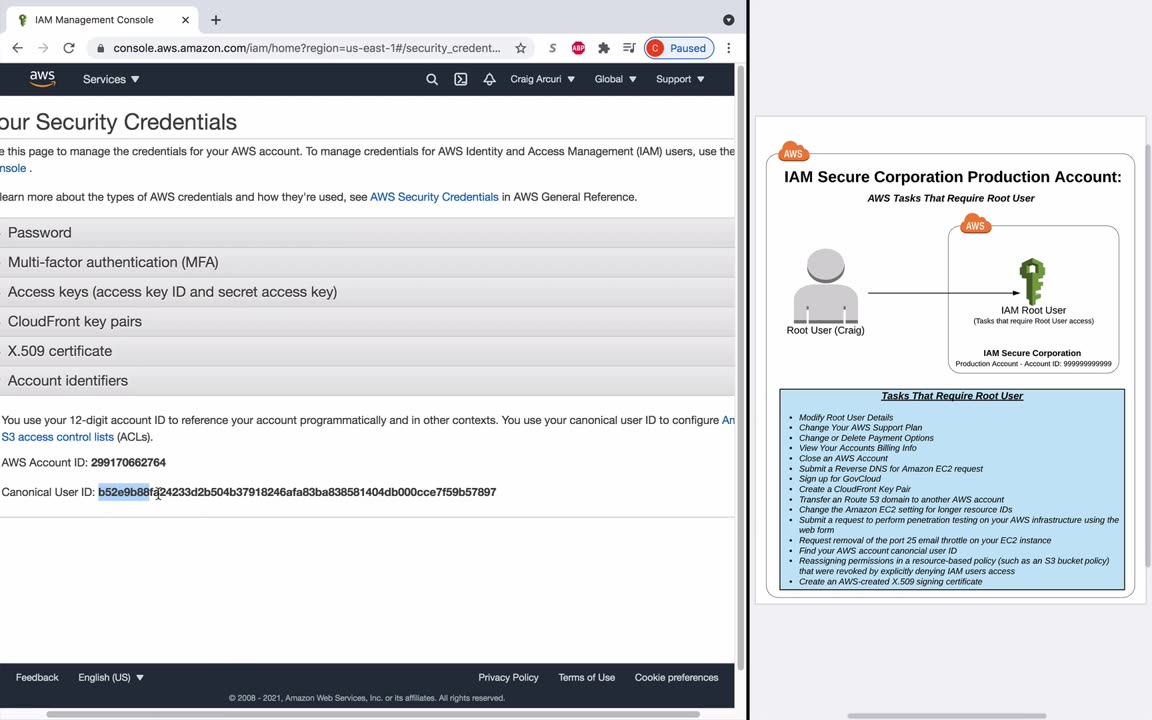 IAM Management Console
console.aws.amazon.com/iam/home?region=us-east-1#/security_credent...
S
ABP
C Paused
aws
Services
Craig Arcuri
Global
Support
our Security Credentials
e this page to manage the credentials for your AWS account. To manage credentials for AWS Identity and Access Management (IAM) users, use the
nsole .
learn more about the types of AWS credentials and how they're used, see AWS Security Credentials in AWS General Reference.
Password
Multi-factor authentication (MFA)
Access keys (access key ID and secret access key)
CloudFront key pairs
X.509 certificate
Account identifiers
You use your 12-digit account ID to reference your account programmatically and in other contexts. You use your canonical user ID to configure Am
S3 access control lists (ACLs).
AWS Account ID: 299170662764
Canonical User ID: b52e9b88fa24233d2b504b37918246afa83ba838581404db000cce7f59b57897
Feedback
English (US)
Privacy Policy
Terms of Use
Cookie preferences
© 2008 - 2021, Amazon Web Services, Inc. or its affiliates. All rights reserved.
AWS
IAM Secure Corporation Production Account:
AWS Tasks That Require Root User
AWS
Root User (Craig)
IAM Root User
(Tasks that require Root User access)
IAM Secure Corporation
Production Account - Account ID: 999999999999
Tasks That Require Root User
• Modify Root User Details
• Change Your AWS Support Plan
• Change or Delete Payment Options
• View Your Accounts Billing Info
• Close an AWS Account
• Submit a Reverse DNS for Amazon EC2 request
• Sign up for GovCloud
• Create a CloudFront Key Pair
• Transfer an Route 53 domain to another AWS account
• Change the Amazon EC2 setting for longer resource IDs
• Submit a request to perform penetration testing on your AWS infrastructure using the
web form
• Request removal of the port 25 email throttle on your EC2 instance
• Find your AWS account canoncial user ID
• Reassigning permissions in a resource-based policy (such as an S3 bucket policy)
that were revoked by explicitly denying IAM users access
• Create an AWS-created X.509 signing certificate